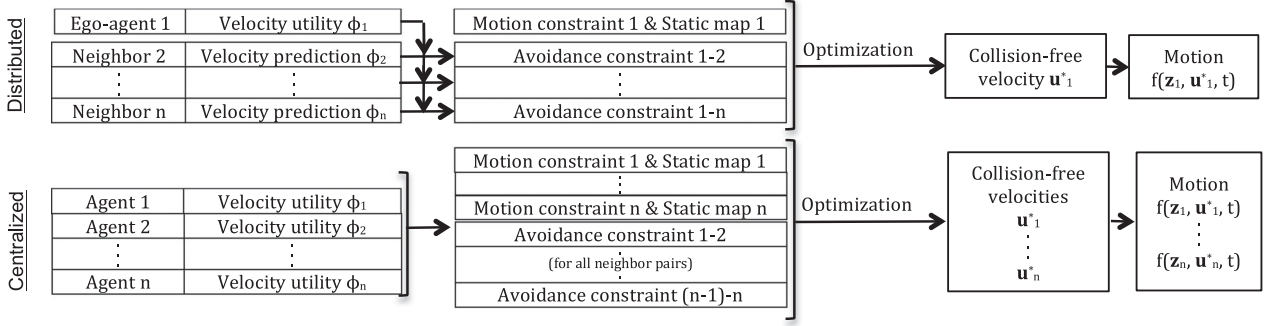 Distributed
Ego-agent 1 Velocity utility ϕ₁
Neighbor 2 Velocity prediction ϕ₂
⋮ ⋮
Neighbor n Velocity prediction ϕₙ
Motion constraint 1 & Static map 1
Avoidance constraint 1-2
⋮
Avoidance constraint 1-n
Optimization
Collision-free
velocity u*₁
Motion
f(z₁, u*₁, t)
Centralized
Agent 1 Velocity utility ϕ₁
Agent 2 Velocity utility ϕ₂
⋮ ⋮
Agent n Velocity utility ϕₙ
Motion constraint 1 & Static map 1
⋮
Motion constraint n & Static map n
Avoidance constraint 1-2
⋮
(for all neighbor pairs)
⋮
Avoidance constraint (n-1)-n
Optimization
Collision-free
velocities
u*₁
⋮
u*ₙ
Motion
f(z₁, u*₁, t)
⋮
f(zₙ, u*ₙ, t)